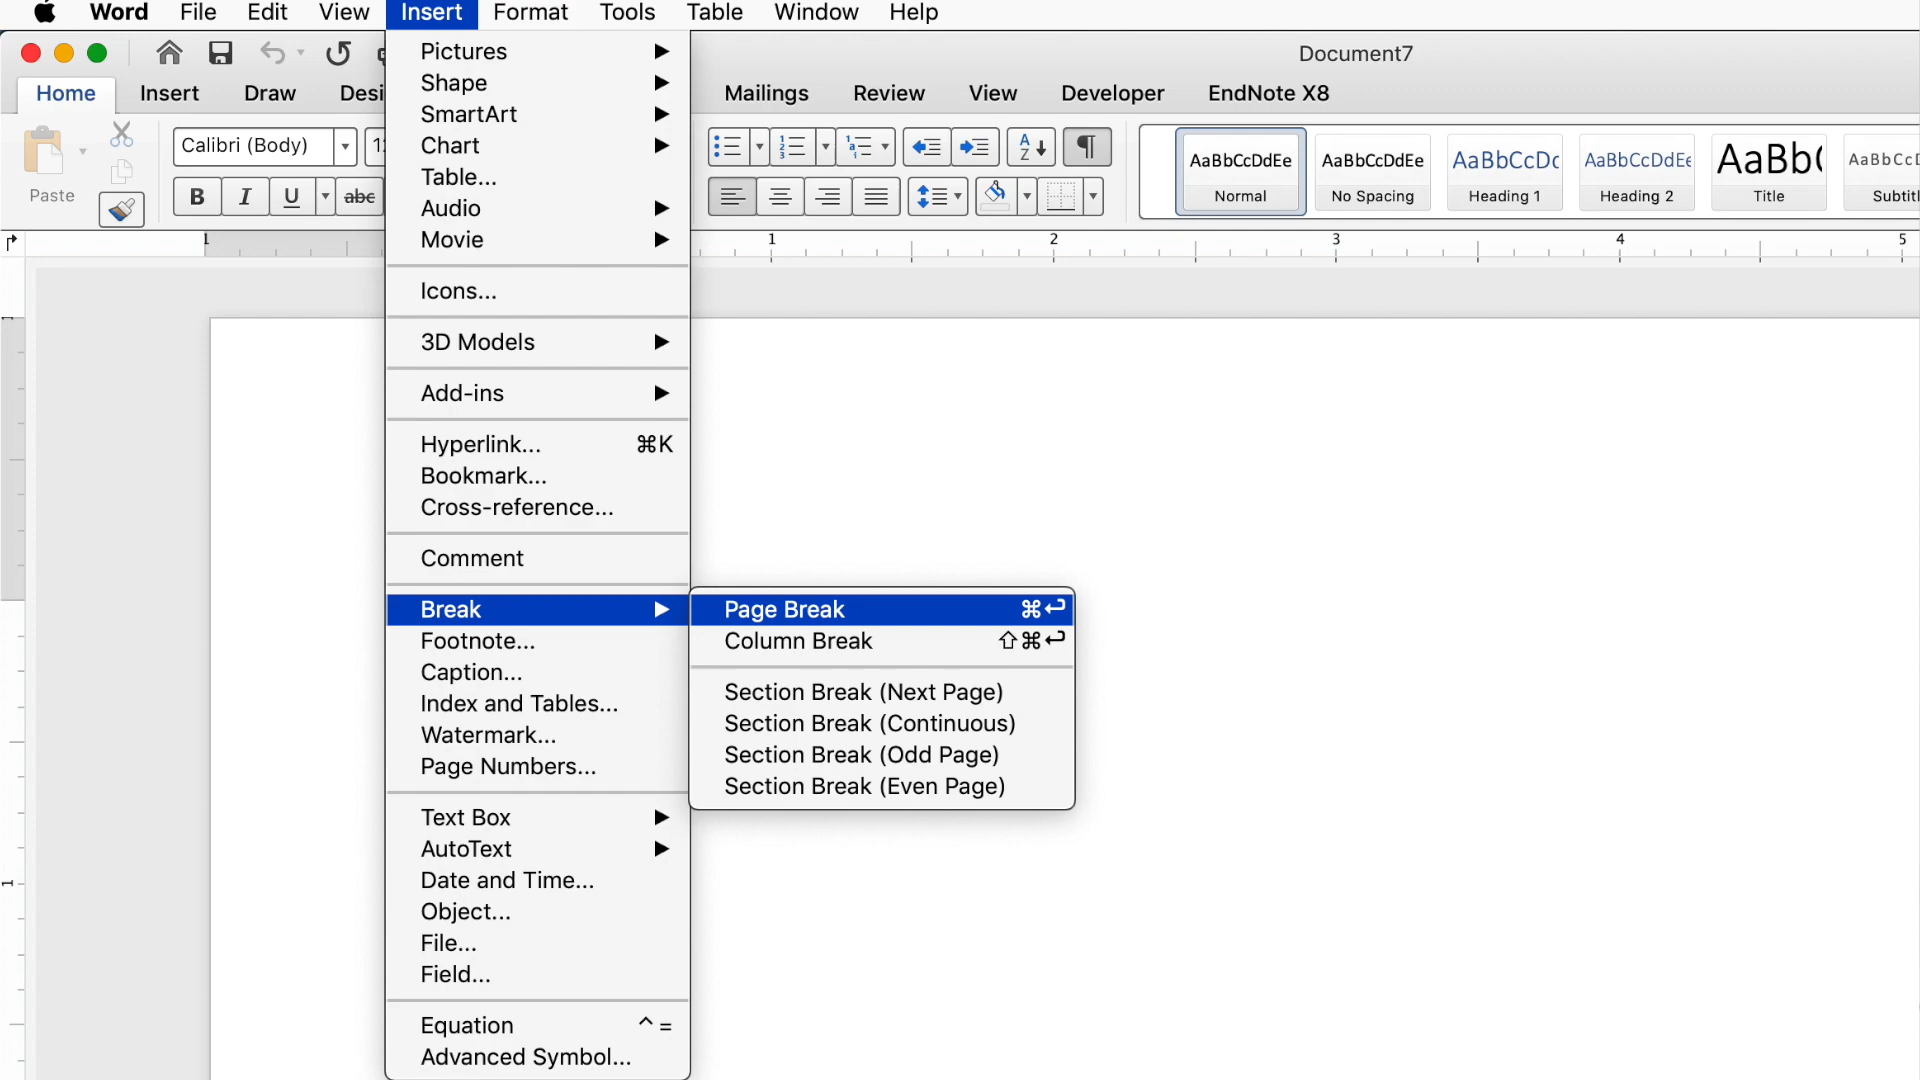 Word File Edit View Insert Format Tools Table Window Help
Document7
Home Insert Draw Mailings Review View Developer EndNote X8
Paste
Calibri (Body)
B I U abc
AaBbCcDdEe AaBbCcDdEe
Normal No Spacing Heading 1 Heading 2 Title
1 1 2 3 4 5
Pictures
Shape
SmartArt
Chart
Table...
Audio
Movie
Icons...
3D Models
Add-ins
Hyperlink... ⌘K
Bookmark...
Cross-reference...
Comment
Break
Footnote...
Caption...
Index and Tables...
Watermark...
Page Numbers...
Text Box
AutoText
Date and Time...
Object...
File...
Field...
Equation ^ =
Advanced Symbol...
Page Break ⌘↩
Column Break ⇧⌘↩
Section Break (Next Page)
Section Break (Continuous)
Section Break (Odd Page)
Section Break (Even Page)
1